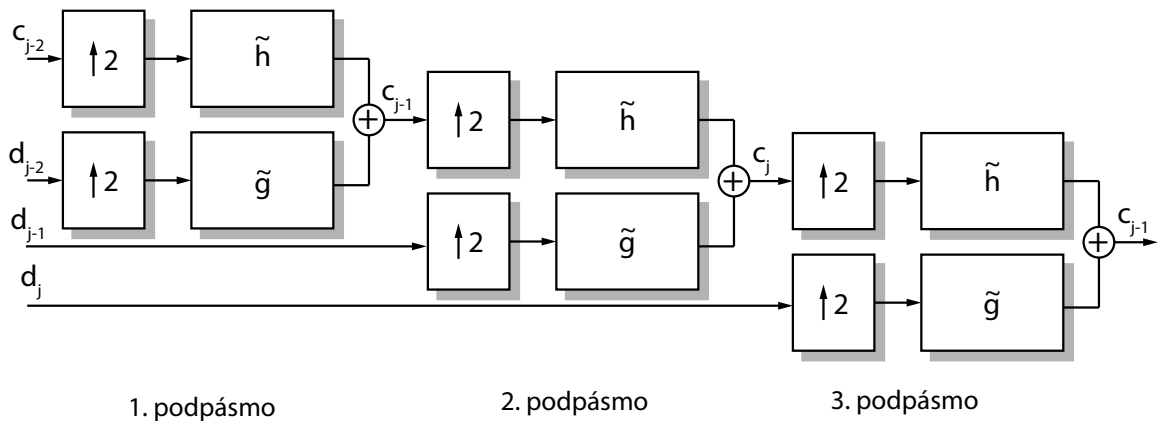 c_{j-2} ↑2 h̃
c_{j-1} ↑2 h̃
d_{j-2} ↑2 g̃
c_j ↑2 h̃
d_{j-1} ↑2 g̃
c_{j-1}
d_j ↑2 g̃
1. podpásmo 2. podpásmo 3. podpásmo